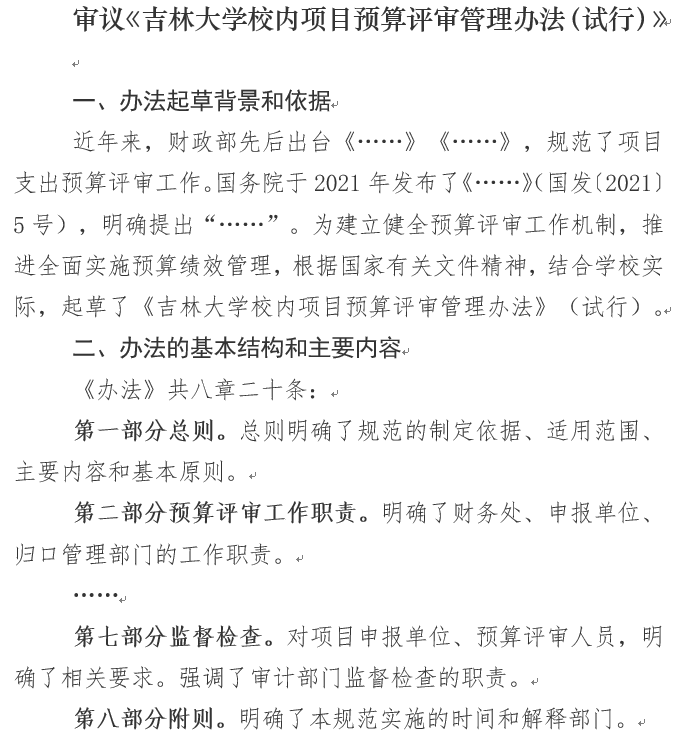 审议《吉林大学校内项目预算评审管理办法(试行)》
一、办法起草背景和依据
近年来，财政部先后出台《……》《……》，规范了项目
支出预算评审工作。国务院于 2021 年发布了《……》（国发〔2021〕
5 号），明确提出“……”。为建立健全预算评审工作机制，推
进全面实施预算绩效管理，根据国家有关文件精神，结合学校实
际，起草了《吉林大学校内项目预算评审管理办法》（试行）。
二、办法的基本结构和主要内容
《办法》共八章二十条：
第一部分总则。总则明确了规范的制定依据、适用范围、
主要内容和基本原则。
第二部分预算评审工作职责。明确了财务处、申报单位、
归口管理部门的工作职责。
……
第七部分监督检查。对项目申报单位、预算评审人员，明
确了相关要求。强调了审计部门监督检查的职责。
第八部分附则。明确了本规范实施的时间和解释部门。